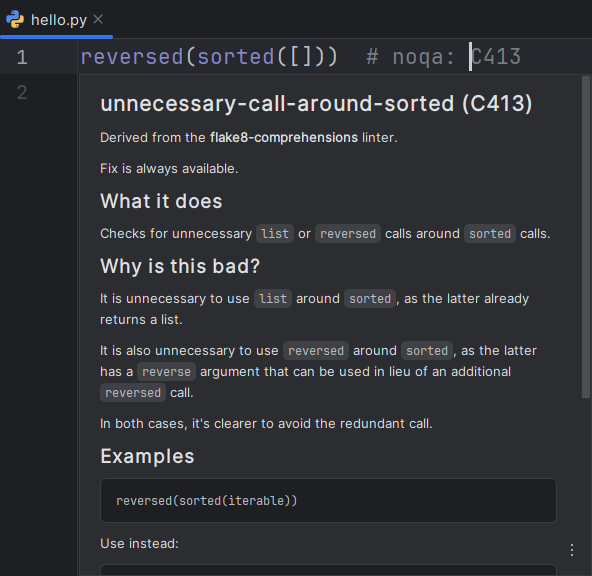 hello.py
1 reversed(sorted([])) # noqa: C413
2
unnecessary-call-around-sorted (C413)
Derived from the flake8-comprehensions linter.
Fix is always available.
What it does
Checks for unnecessary list or reversed calls around sorted calls.
Why is this bad?
It is unnecessary to use list around sorted, as the latter already
returns a list.
It is also unnecessary to use reversed around sorted, as the latter
has a reverse argument that can be used in lieu of an additional
reversed call.
In both cases, it's clearer to avoid the redundant call.
Examples
reversed(sorted(iterable))
Use instead: